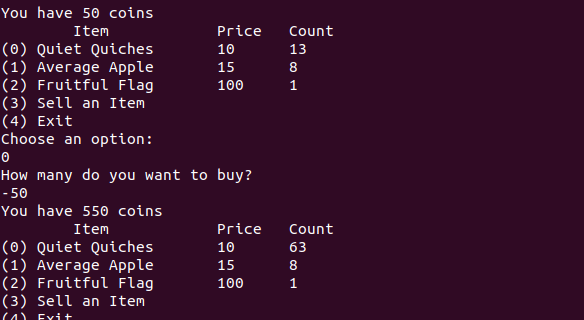 You have 50 coins
        Item            Price   Count
(0) Quiet Quiches       10      13
(1) Average Apple       15      8
(2) Fruitful Flag       100     1
(3) Sell an Item
(4) Exit
Choose an option:
0
How many do you want to buy?
-50
You have 550 coins
        Item            Price   Count
(0) Quiet Quiches       10      63
(1) Average Apple       15      8
(2) Fruitful Flag       100     1
(3) Sell an Item
(4) Exit